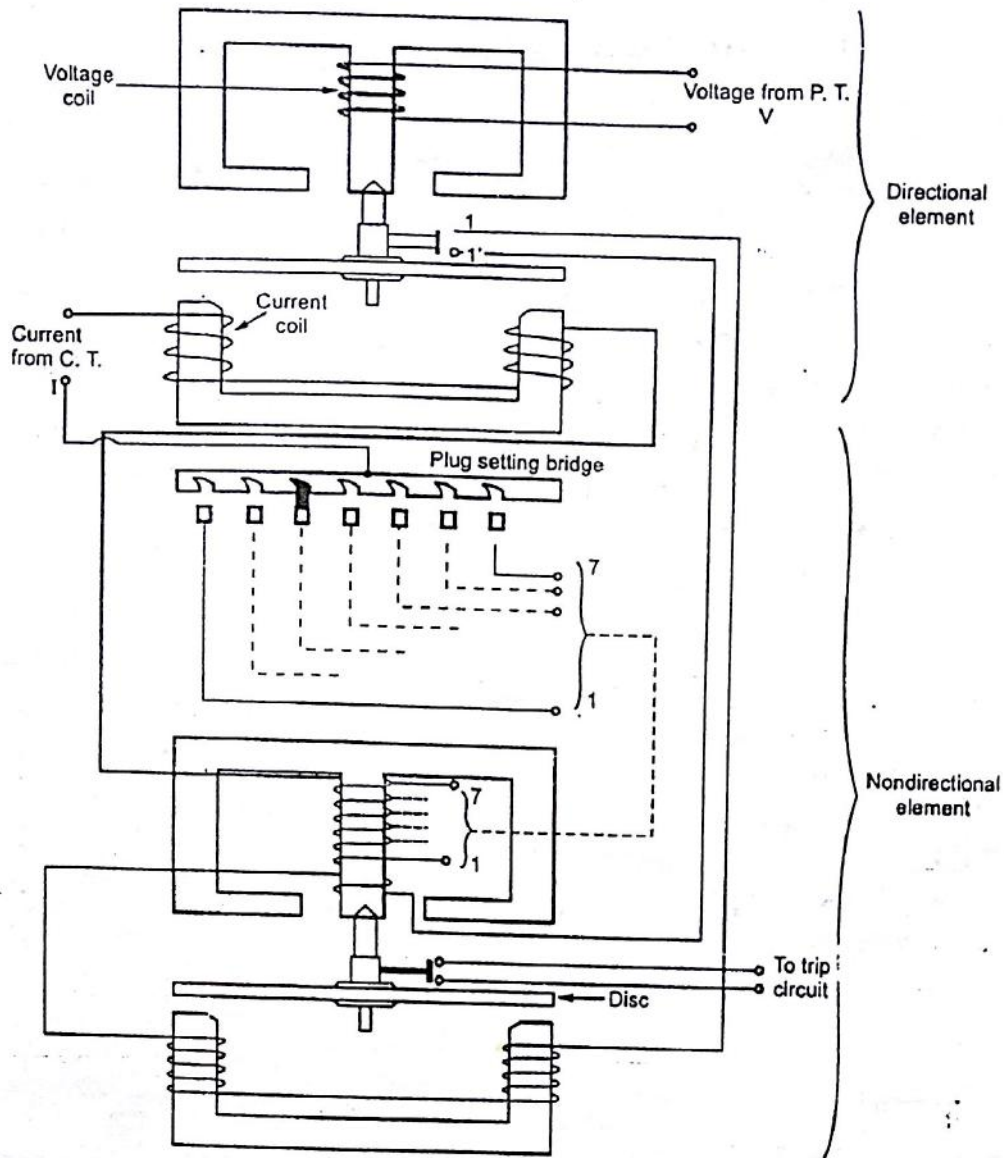 Voltage
coil
Voltage from P. T.
V
Directional
element
1
1'
Current
coil
Current
from C. T.
I
Plug setting bridge
7
1
Nondirectional
element
7
1
To trip
circuit
Disc